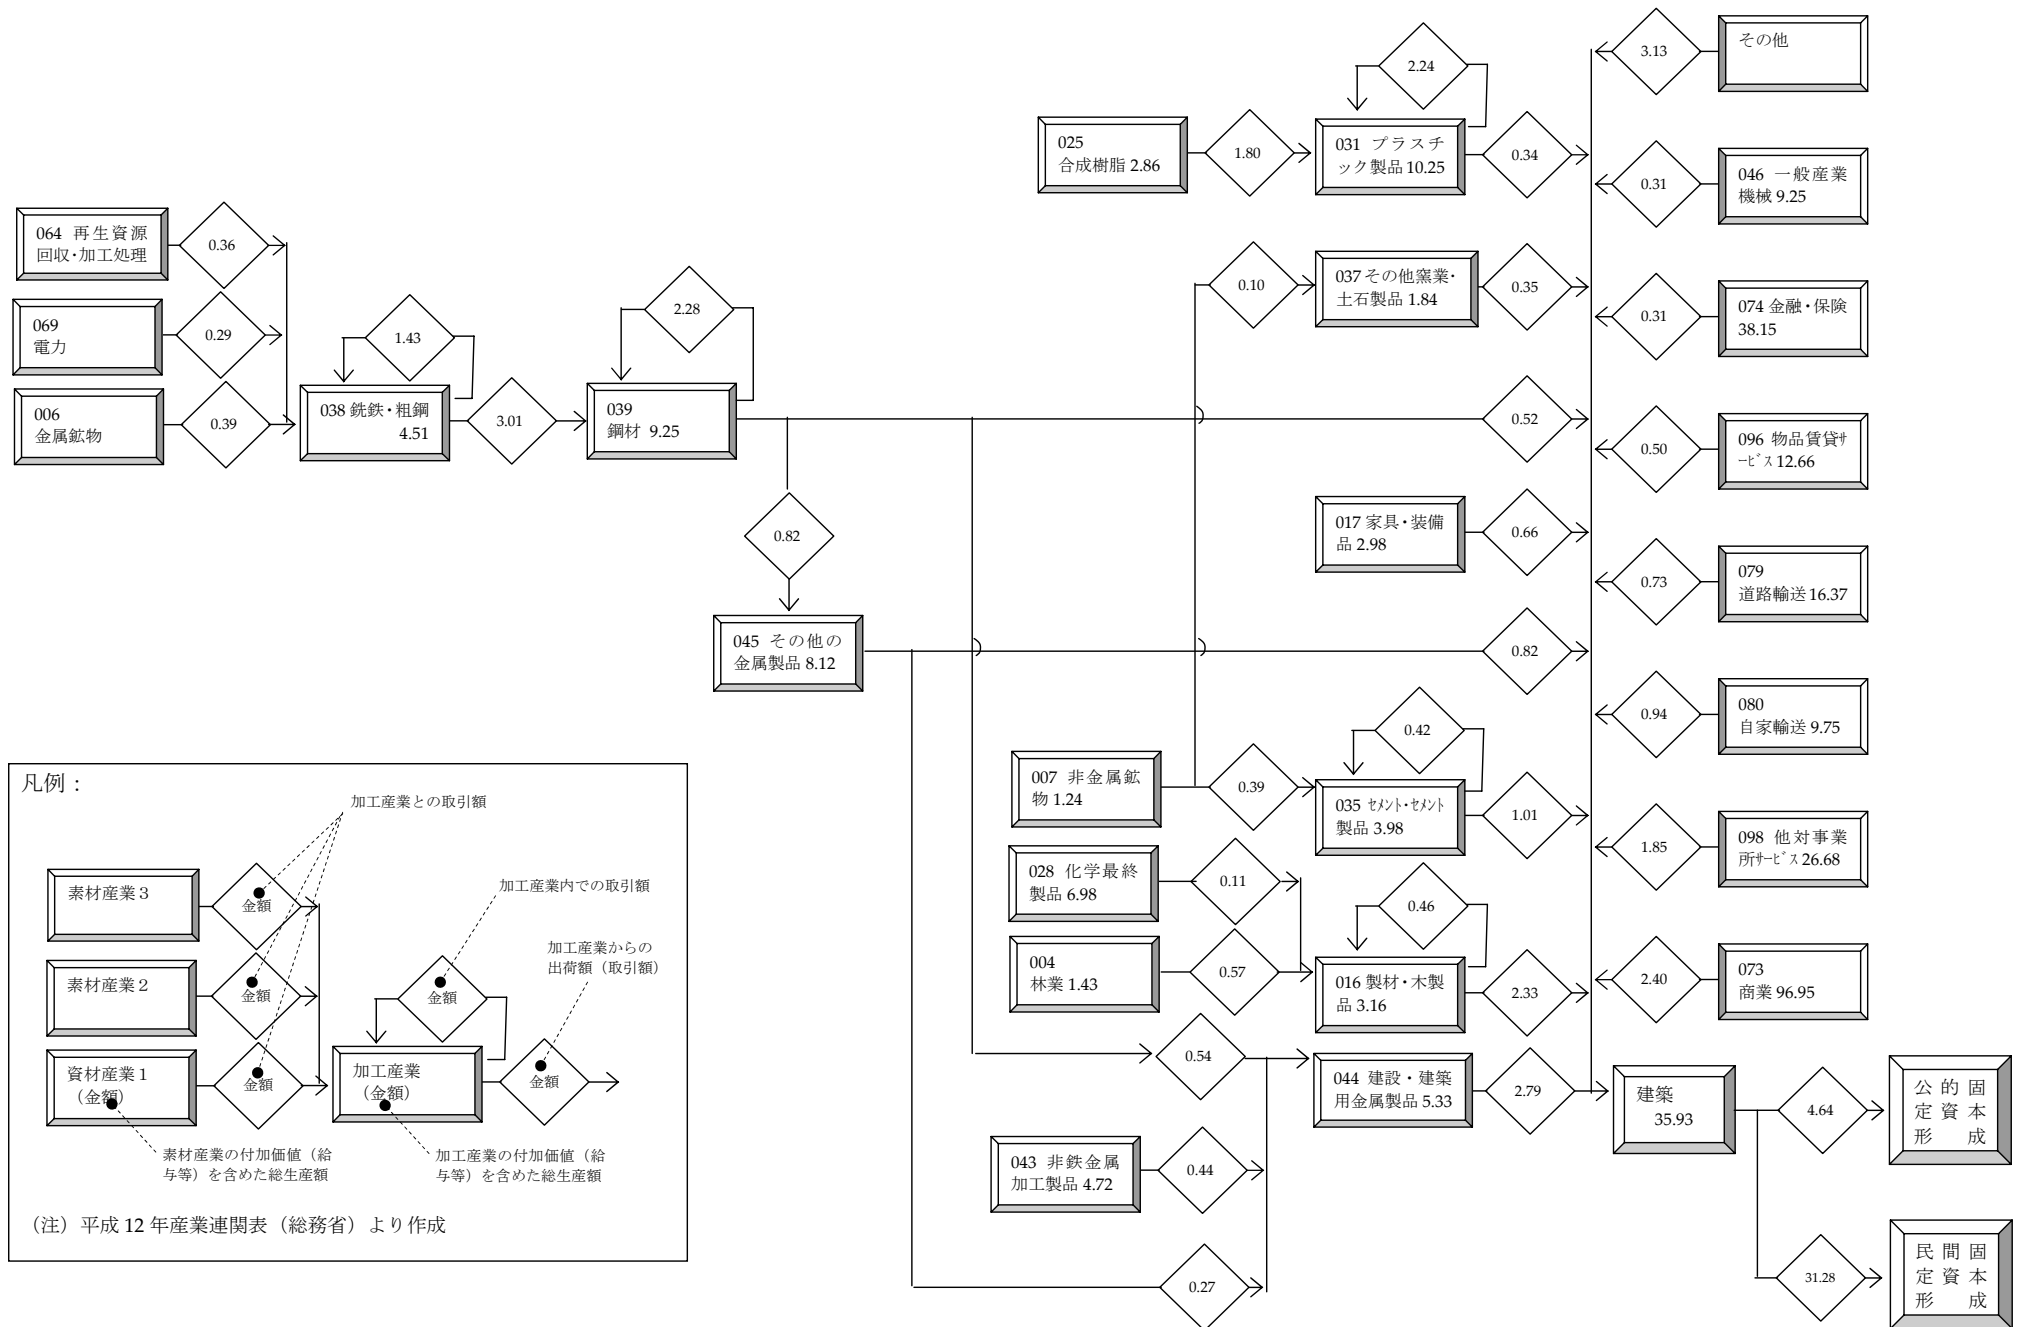 064 再生資源
回収・加工処理
0.36
069
電力
0.29
006
金属鉱物
0.39
1.43
038 銑鉄・粗鋼
4.51
3.01
2.28
039
鋼材 9.25
0.82
045 その他の
金属製品 8.12
025
合成樹脂 2.86
1.80
2.24
031 プラスチ
ック製品 10.25
0.34
0.10
037 その他窯業・
土石製品 1.84
0.35
0.52
017 家具・装備
品 2.98
0.66
0.82
007 非金属鉱
物 1.24
0.39
0.42
035 ｾﾒﾝﾄ・ｾﾒﾝﾄ
製品 3.98
1.01
028 化学最終
製品 6.98
0.11
004
林業 1.43
0.57
0.46
016 製材・木製
品 3.16
2.33
0.54
044 建設・建築
用金属製品 5.33
2.79
043 非鉄金属
加工製品 4.72
0.44
0.27
3.13
その他
0.31
046 一般産業
機械 9.25
0.31
074 金融・保険
38.15
0.50
096 物品賃貸ｻ
ｰﾋﾞｽ 12.66
0.73
079
道路輸送 16.37
0.94
080
自家輸送 9.75
1.85
098 他対事業
所ｻｰﾋﾞｽ 26.68
2.40
073
商業 96.95
建築
35.93
4.64
公的固
定資本
形成
31.28
民間固
定資本
形成
凡例：
加工産業との取引額
素材産業３
金額
加工産業内での取引額
素材産業２
金額
金額
加工産業からの
出荷額（取引額）
資材産業１
（金額）
金額
加工産業
（金額）
金額
素材産業の付加価値（給
与等）を含めた総生産額
加工産業の付加価値（給
与等）を含めた総生産額
（注）平成 12 年産業連関表（総務省）より作成